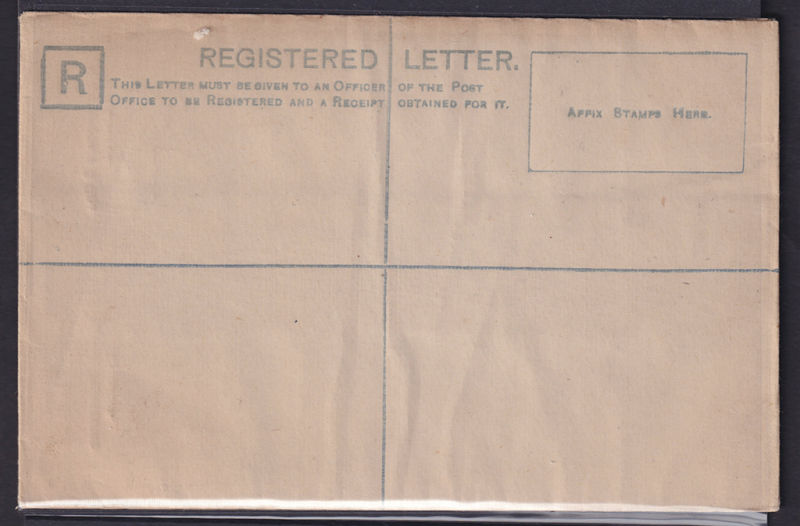 R
REGISTERED LETTER.
THIS LETTER MUST BE GIVEN TO AN OFFICER OF THE POST
OFFICE TO BE REGISTERED AND A RECEIPT OBTAINED FOR IT.
AFFIX STAMPS HERE.